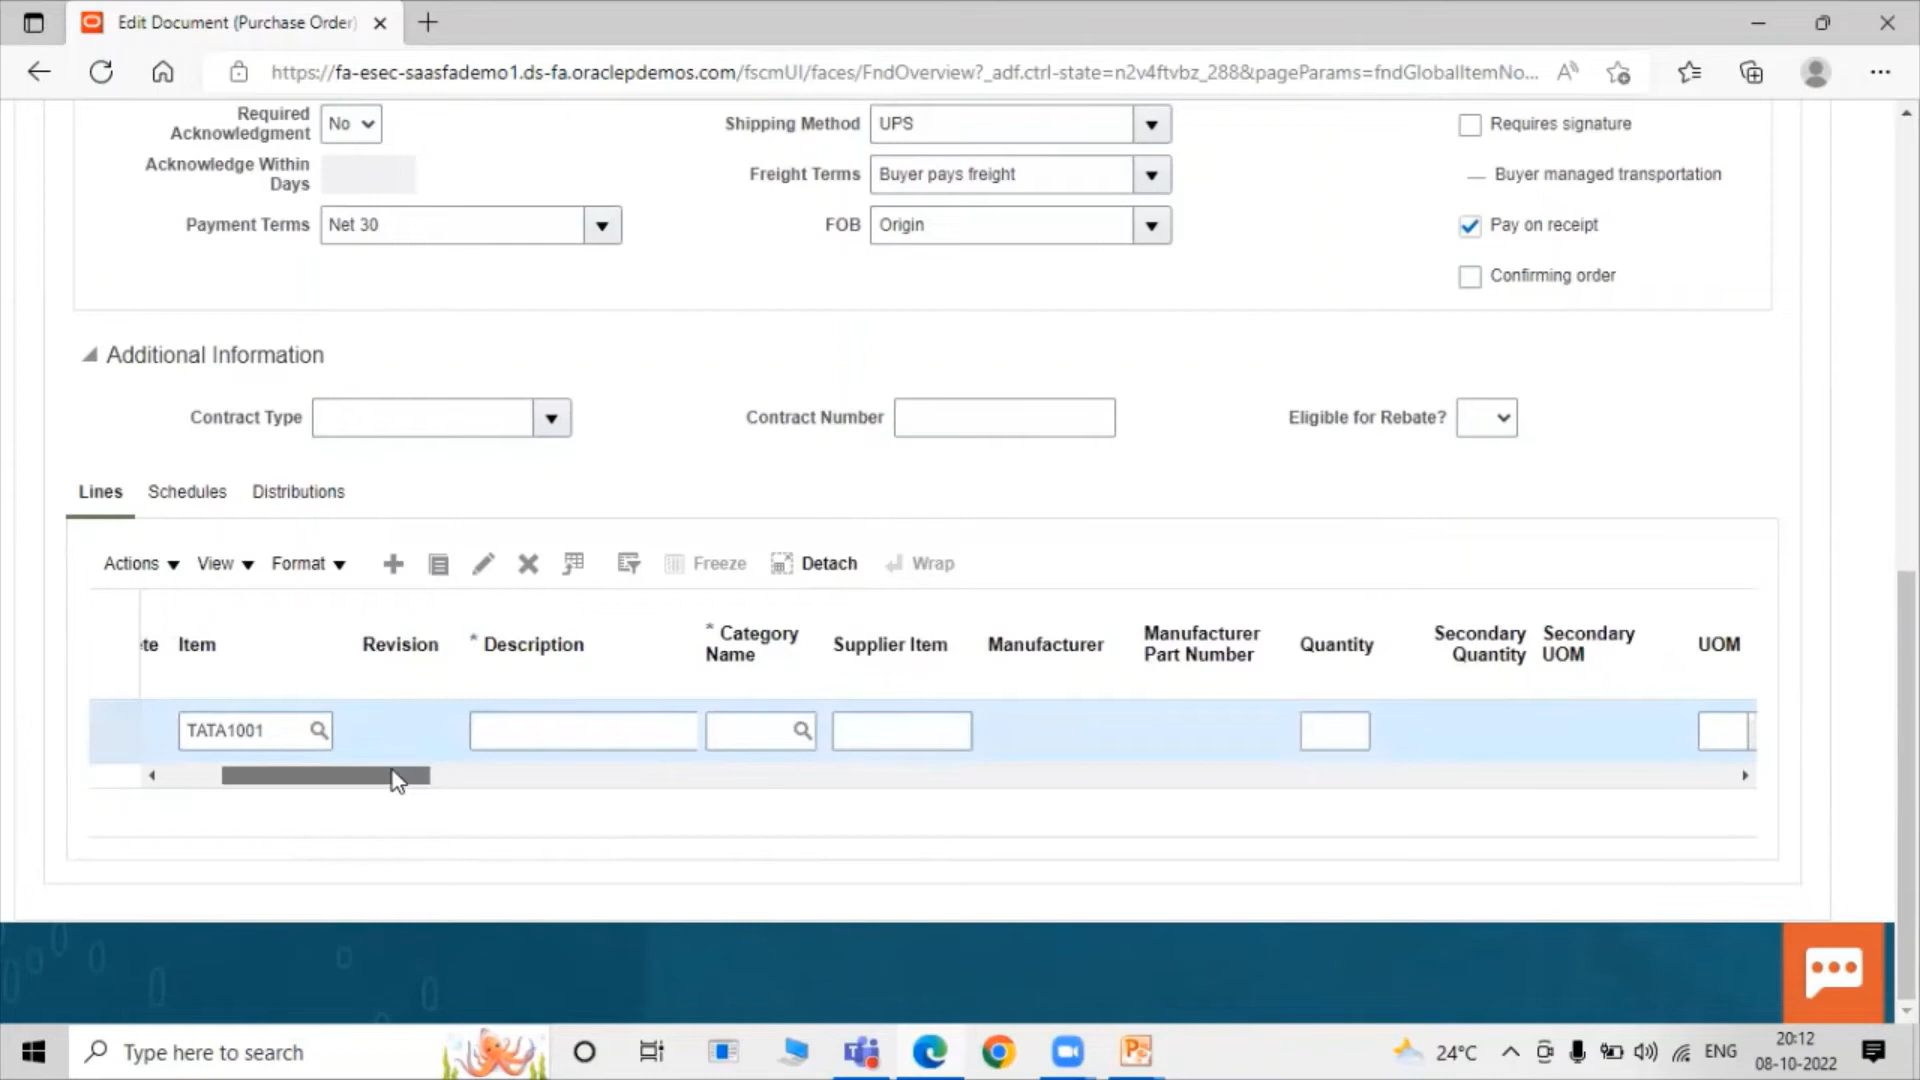 Edit Document (Purchase Order)
https://fa-esec-saasfademo1.ds-fa.oraclepdemos.com/fscmUI/faces/FndOverview?_adf.ctrl-state=n2v4ftvbz_288&pageParams=fndGlobalItemNo...
Required Acknowledgment No
Shipping Method UPS
Requires signature
Acknowledge Within Days
Freight Terms Buyer pays freight
Buyer managed transportation
Payment Terms Net 30
FOB Origin
Pay on receipt
Confirming order
Additional Information
Contract Type
Contract Number
Eligible for Rebate?
Lines Schedules Distributions
Actions View Format Freeze Detach Wrap
te Item Revision * Description * Category Name Supplier Item Manufacturer Manufacturer Part Number Quantity Secondary Quantity Secondary UOM UOM
TATA1001
Type here to search
24°C
ENG
20:12
08-10-2022